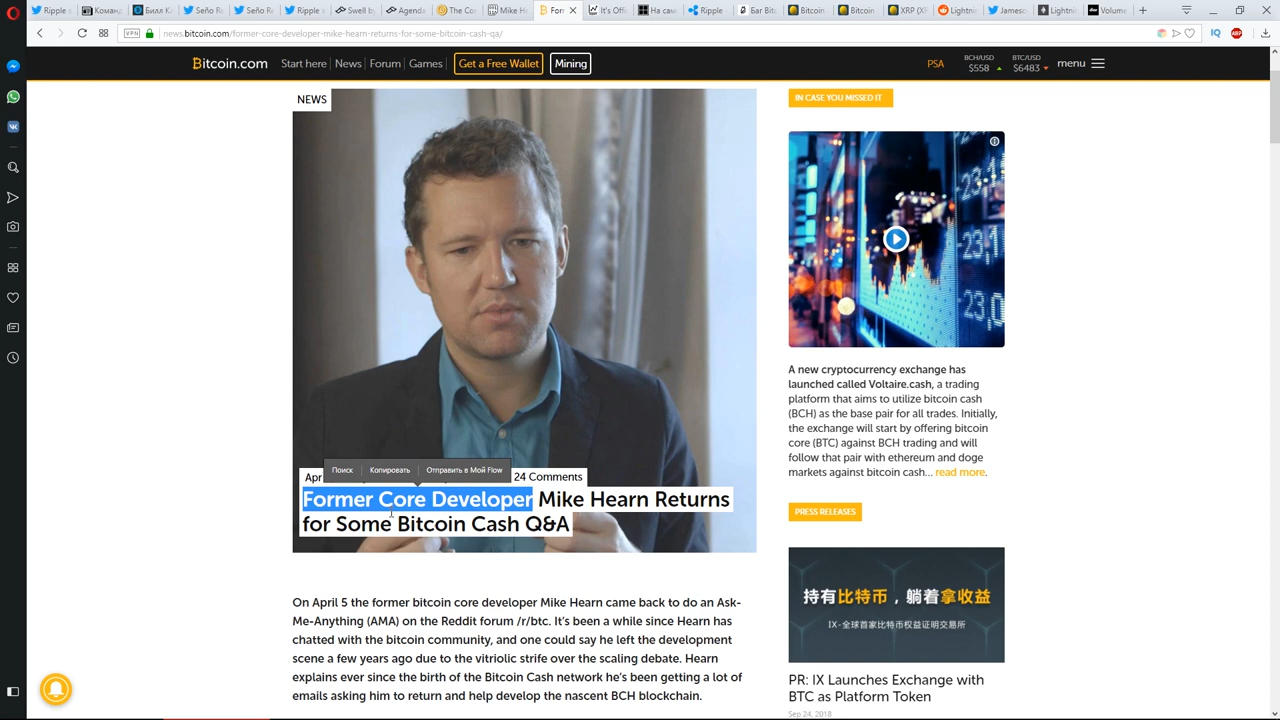 Ripple s
Команд
Билл К
Seño R
Seño Re
Ripple s
Swell by
Agenda
The Co
Mike H
For
It's Offi
На сам
Ripple
Баг Bit
Bitcoin
Bitcoin
XRP (X
Lightni
Jameso
Lightni
Volume
VPN
news.bitcoin.com/former-core-developer-mike-hearn-returns-for-some-bitcoin-cash-qa/
IQ
ABP
Bitcoin.com
Start here
News
Forum
Games
Get a Free Wallet
Mining
PSA
BCH/USD
$558
BTC/USD
$6483
menu
NEWS
Поиск
Копировать
Отправить в Мой Flow
Apr
24 Comments
Former Core Developer Mike Hearn Returns
for Some Bitcoin Cash Q&A
On April 5 the former bitcoin core developer Mike Hearn came back to do an Ask-
Me-Anything (AMA) on the Reddit forum /r/btc. It's been a while since Hearn has
chatted with the bitcoin community, and one could say he left the development
scene a few years ago due to the vitriolic strife over the scaling debate. Hearn
explains ever since the birth of the Bitcoin Cash network he's been getting a lot of
emails asking him to return and help develop the nascent BCH blockchain.
IN CASE YOU MISSED IT
A new cryptocurrency exchange has
launched called Voltaire.cash, a trading
platform that aims to utilize bitcoin cash
(BCH) as the base pair for all trades. Initially,
the exchange will start by offering bitcoin
core (BTC) against BCH trading and will
follow that pair with ethereum and doge
markets against bitcoin cash... read more.
PRESS RELEASES
持有比特币，躺着拿收益
IX-全球首家比特币权益证明交易所
PR: IX Launches Exchange with
BTC as Platform Token
Sep 24, 2018